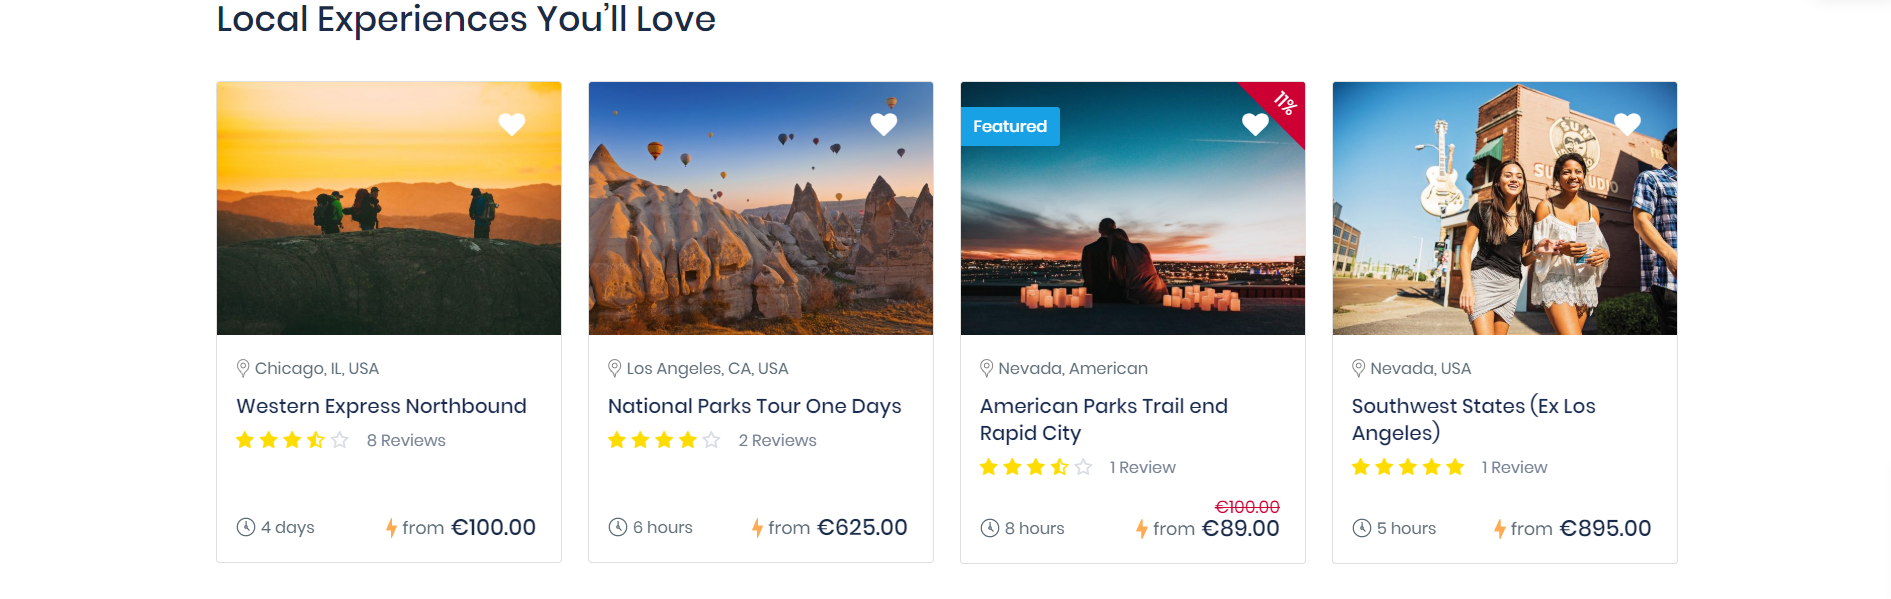 Local Experiences You'll Love
Featured
11%
SUN
STUDIO
Chicago, IL, USA
Western Express Northbound
8 Reviews
4 days
from €100.00
Los Angeles, CA, USA
National Parks Tour One Days
2 Reviews
6 hours
from €625.00
Nevada, American
American Parks Trail end
Rapid City
1 Review
€100.00
8 hours
from €89.00
Nevada, USA
Southwest States (Ex Los
Angeles)
1 Review
5 hours
from €895.00